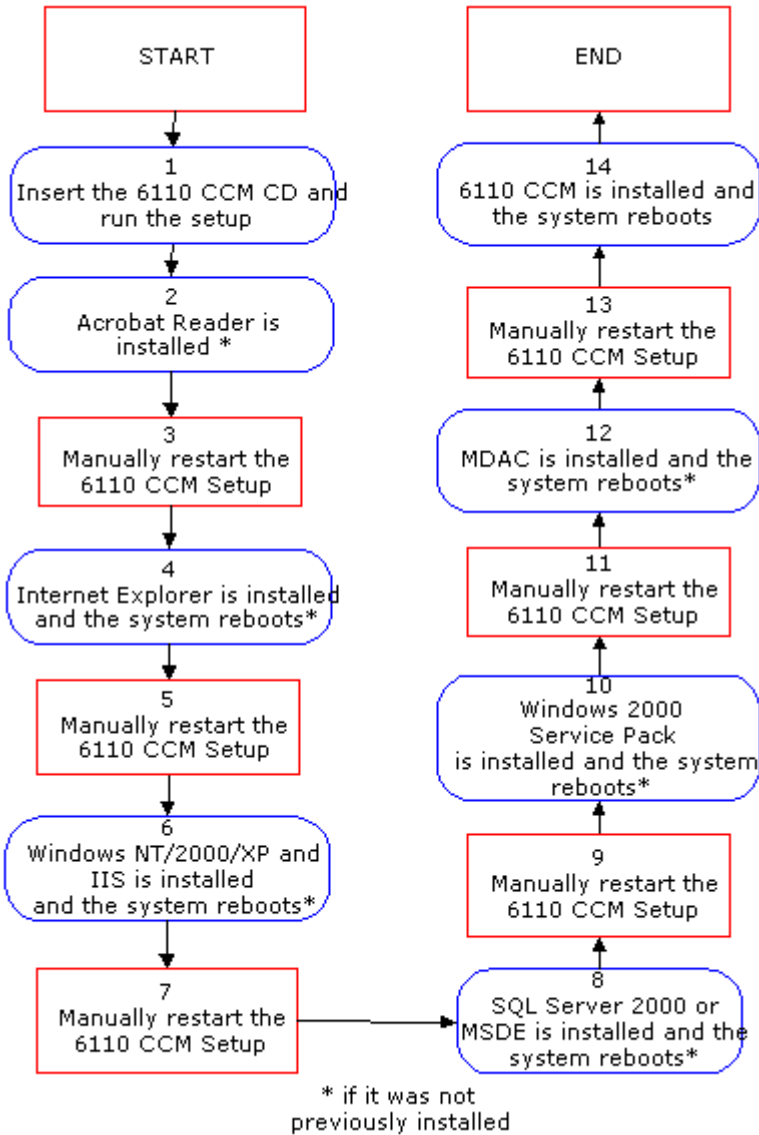 START
1
Insert the 6110 CCM CD and
run the setup
2
Acrobat Reader is
installed *
3
Manually restart the
6110 CCM Setup
4
Internet Explorer is installed
and the system reboots*
5
Manually restart the
6110 CCM Setup
6
Windows NT/2000/XP and
IIS is installed
and the system reboots*
7
Manually restart the
6110 CCM Setup
8
SQL Server 2000 or
MSDE is installed and the
system reboots*
9
Manually restart the
6110 CCM Setup
10
Windows 2000
Service Pack
is installed and the system
reboots*
11
Manually restart the
6110 CCM Setup
12
MDAC is installed and the
system reboots*
13
Manually restart the
6110 CCM Setup
14
6110 CCM is installed and
the system reboots
END
* if it was not
previously installed